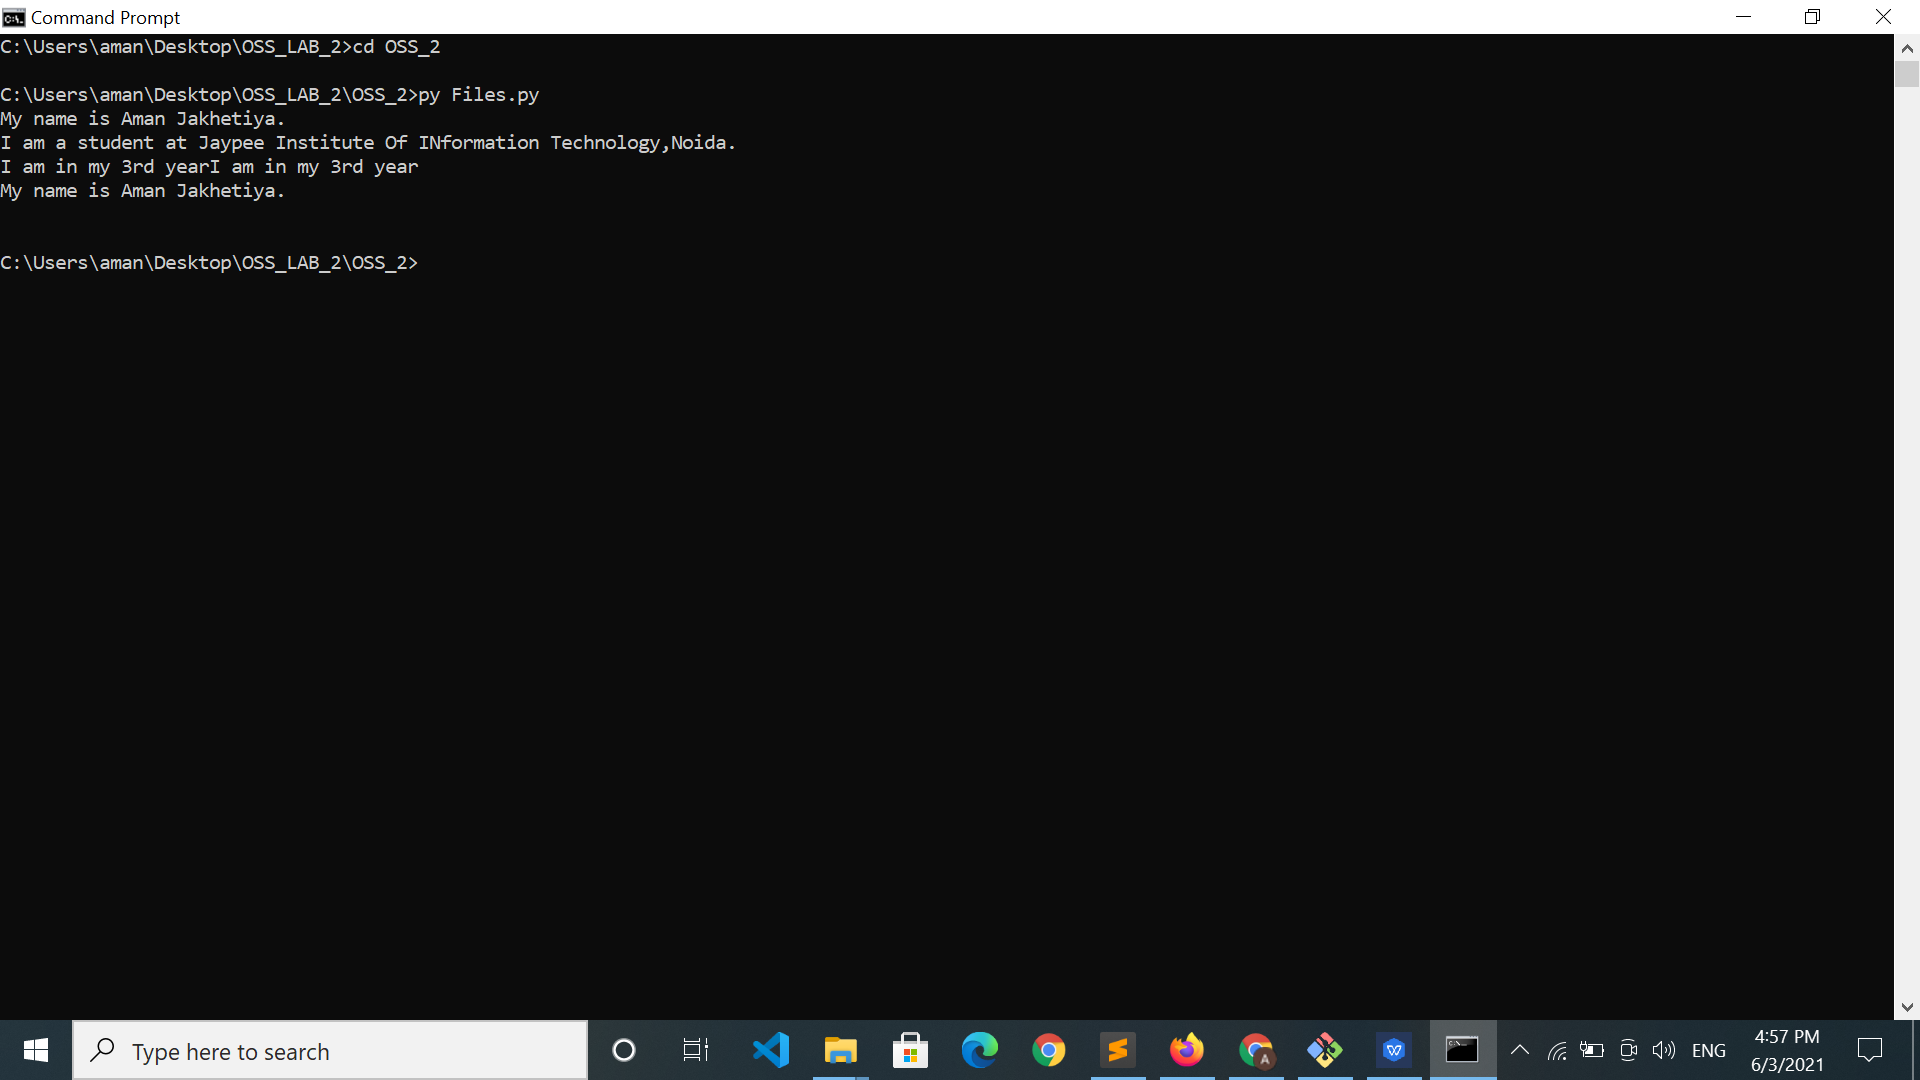 Command Prompt
C:\Users\aman\Desktop\OSS_LAB_2>cd OSS_2
C:\Users\aman\Desktop\OSS_LAB_2\OSS_2>py Files.py
My name is Aman Jakhetiya.
I am a student at Jaypee Institute Of INformation Technology,Noida.
I am in my 3rd yearI am in my 3rd year
My name is Aman Jakhetiya.
C:\Users\aman\Desktop\OSS_LAB_2\OSS_2>
Type here to search
A
ENG
4:57 PM
6/3/2021